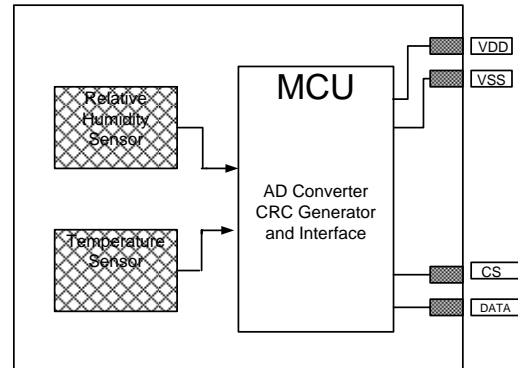 Relative
Humidity
Sensor
Temperature
Sensor
MCU
AD Converter
CRC Generator
and Interface
VDD
VSS
CS
DATA